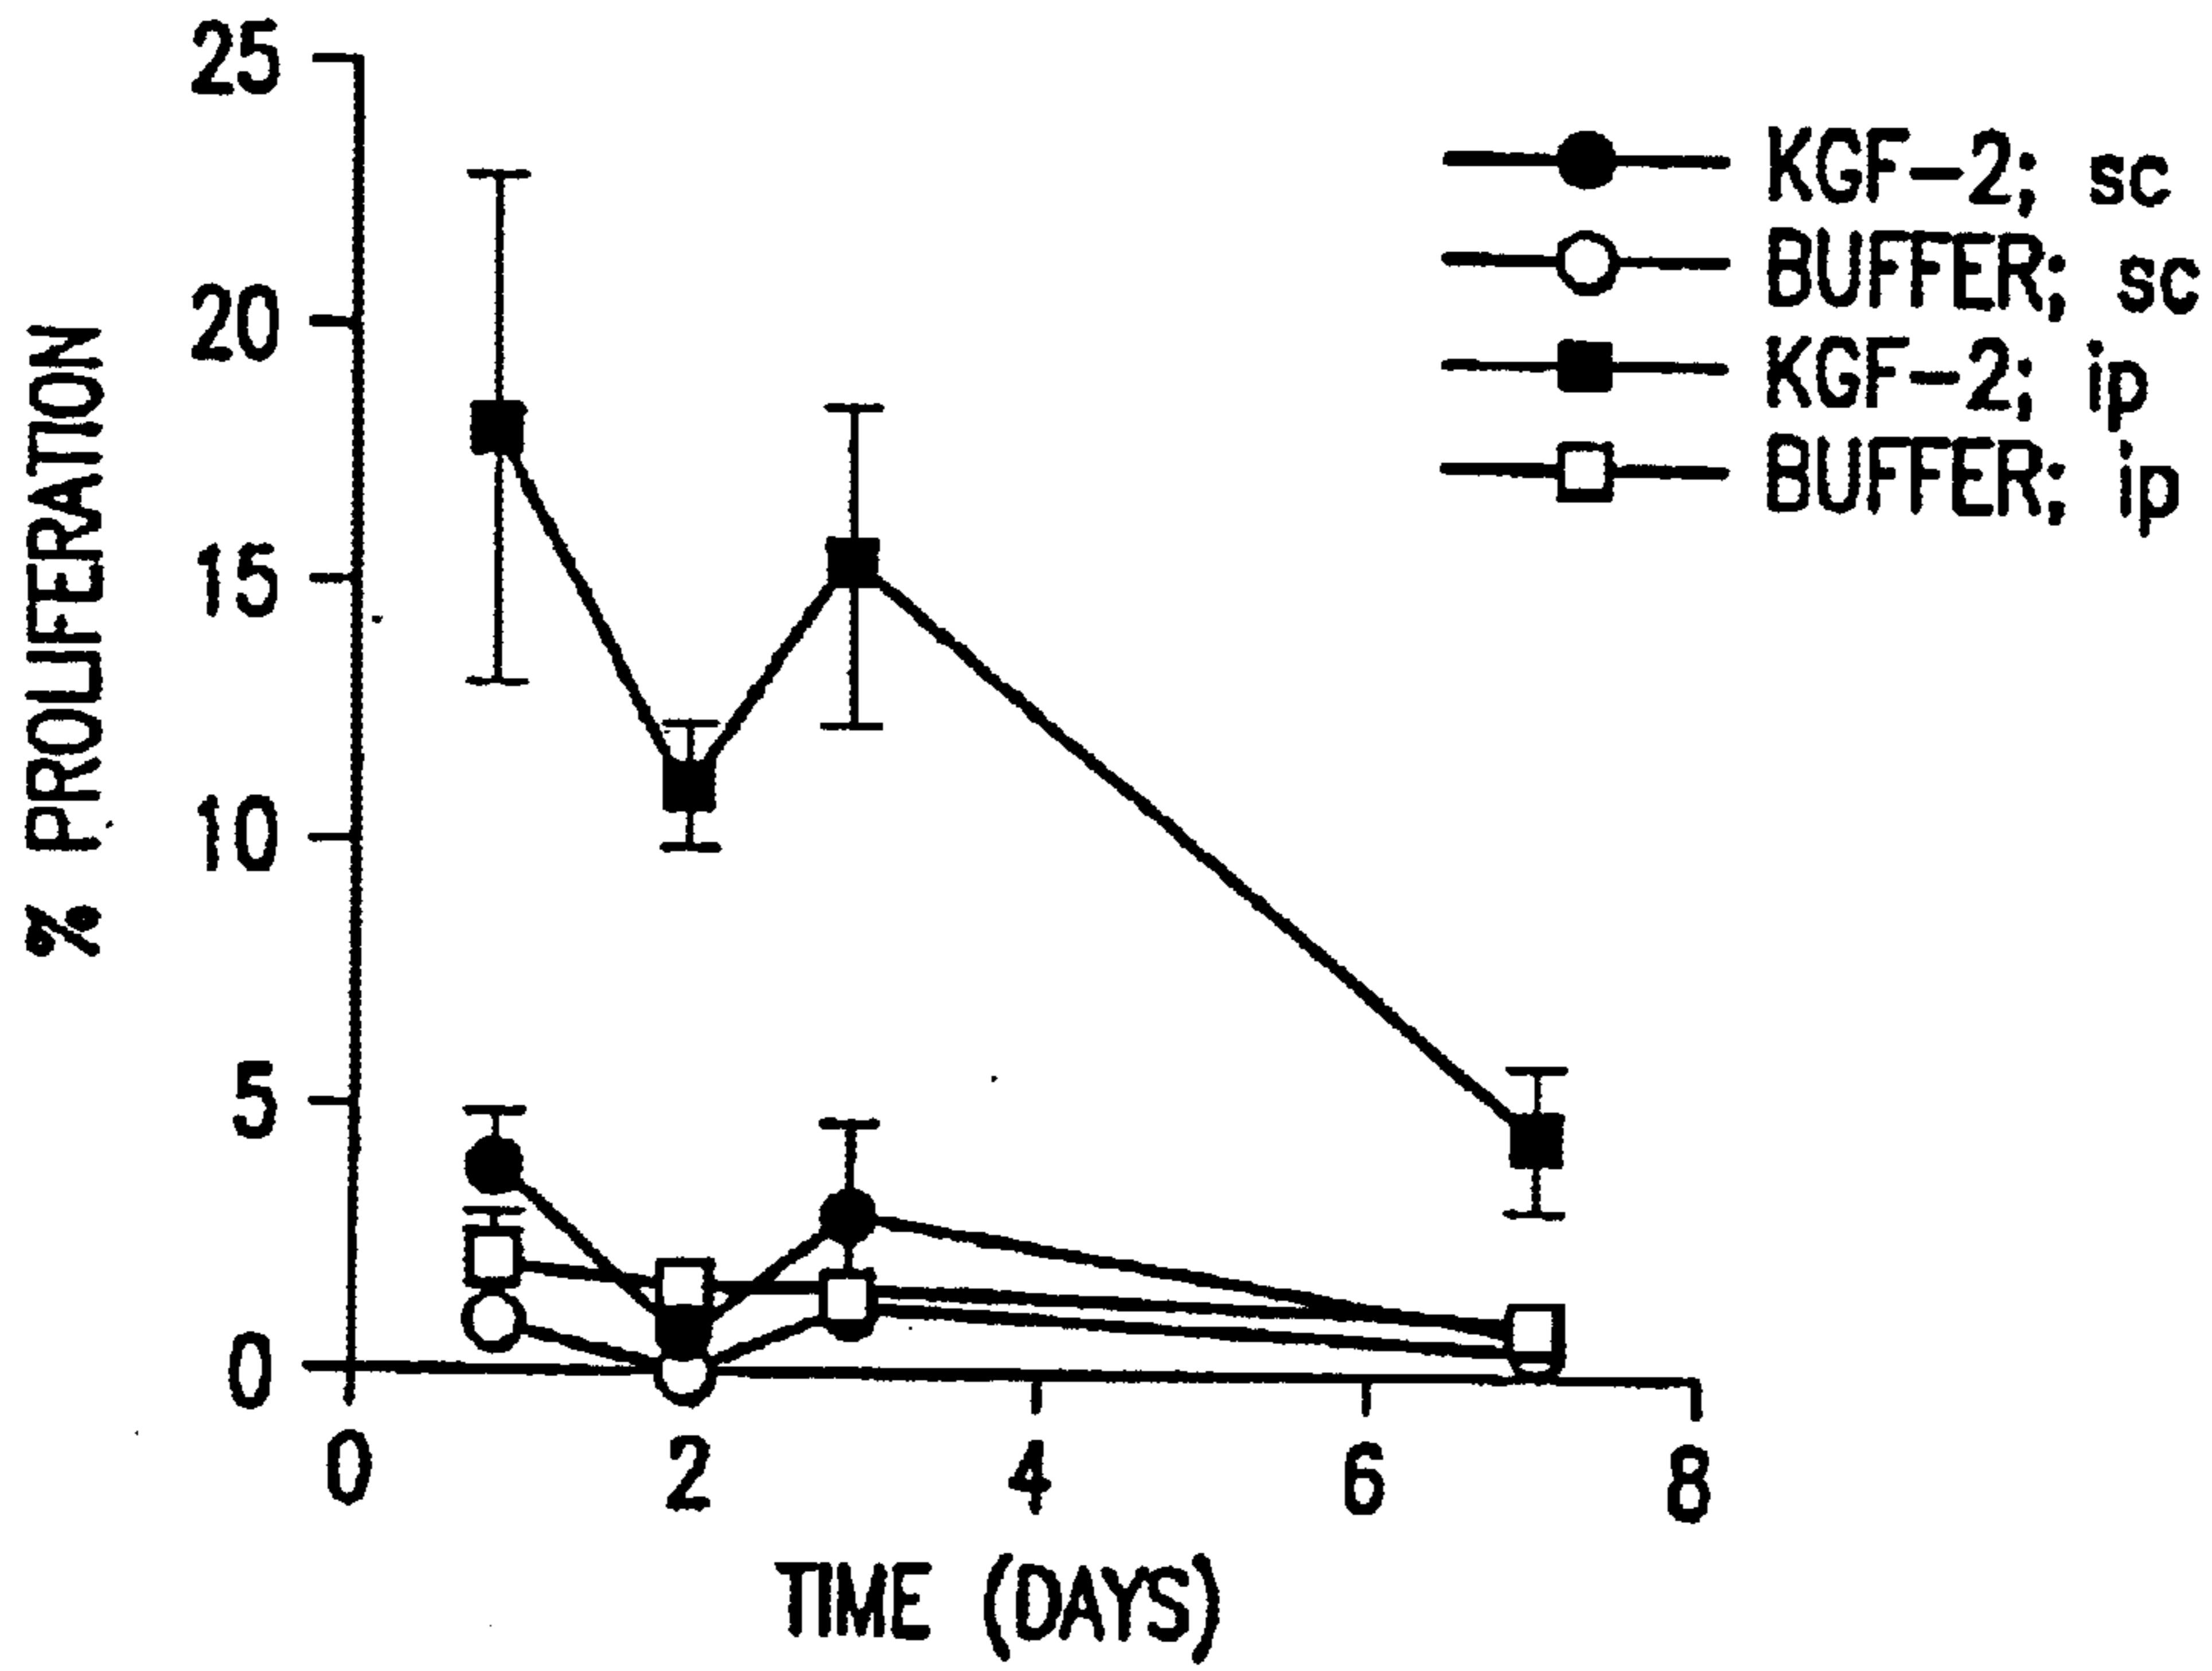 25
20
15
10
5
0
% PROLIFERATION
0
2
4
6
8
TIME (DAYS)
KGF-2; sc
BUFFER; sc
KGF-2; ip
BUFFER; ip